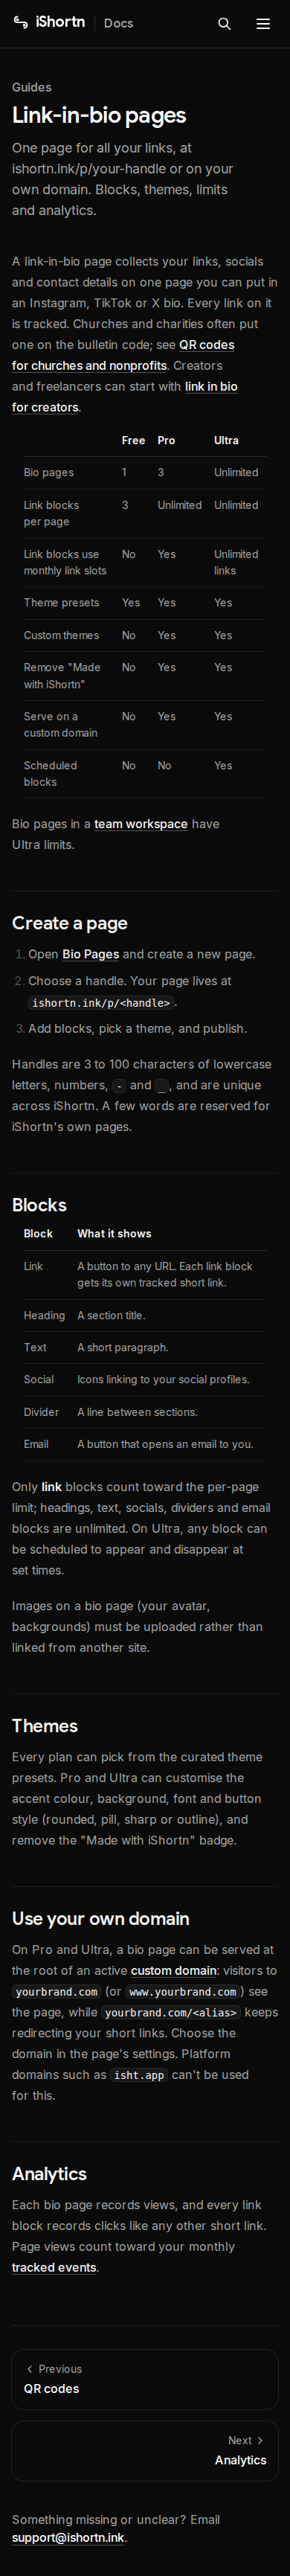 iShortn Docs
Guides
Link-in-bio pages
One page for all your links, at
ishortn.ink/p/your-handle or on your
own domain. Blocks, themes, limits
and analytics.
A link-in-bio page collects your links, socials
and contact details on one page you can put in
an Instagram, TikTok or X bio. Every link on it
is tracked. Churches and charities often put
one on the bulletin code; see QR codes
for churches and nonprofits. Creators
and freelancers can start with link in bio
for creators.
Free Pro Ultra
Bio pages 1 3 Unlimited
Link blocks 3 Unlimited Unlimited
per page
Link blocks use No Yes Unlimited
monthly link slots links
Theme presets Yes Yes Yes
Custom themes No Yes Yes
Remove "Made No Yes Yes
with iShortn"
Serve on a No Yes Yes
custom domain
Scheduled No No Yes
blocks
Bio pages in a team workspace have
Ultra limits.
Create a page
1. Open Bio Pages and create a new page.
2. Choose a handle. Your page lives at
ishortn.ink/p/<handle>.
3. Add blocks, pick a theme, and publish.
Handles are 3 to 100 characters of lowercase
letters, numbers, - and _, and are unique
across iShortn. A few words are reserved for
iShortn's own pages.
Blocks
Block What it shows
Link A button to any URL. Each link block
gets its own tracked short link.
Heading A section title.
Text A short paragraph.
Social Icons linking to your social profiles.
Divider A line between sections.
Email A button that opens an email to you.
Only link blocks count toward the per-page
limit; headings, text, socials, dividers and email
blocks are unlimited. On Ultra, any block can
be scheduled to appear and disappear at
set times.
Images on a bio page (your avatar,
backgrounds) must be uploaded rather than
linked from another site.
Themes
Every plan can pick from the curated theme
presets. Pro and Ultra can customise the
accent colour, background, font and button
style (rounded, pill, sharp or outline), and
remove the "Made with iShortn" badge.
Use your own domain
On Pro and Ultra, a bio page can be served at
the root of an active custom domain: visitors to
yourbrand.com (or www.yourbrand.com) see
the page, while yourbrand.com/<alias> keeps
redirecting your short links. Choose the
domain in the page's settings. Platform
domains such as isht.app can't be used
for this.
Analytics
Each bio page records views, and every link
block records clicks like any other short link.
Page views count toward your monthly
tracked events.
Previous
QR codes
Next
Analytics
Something missing or unclear? Email
support@ishortn.ink.